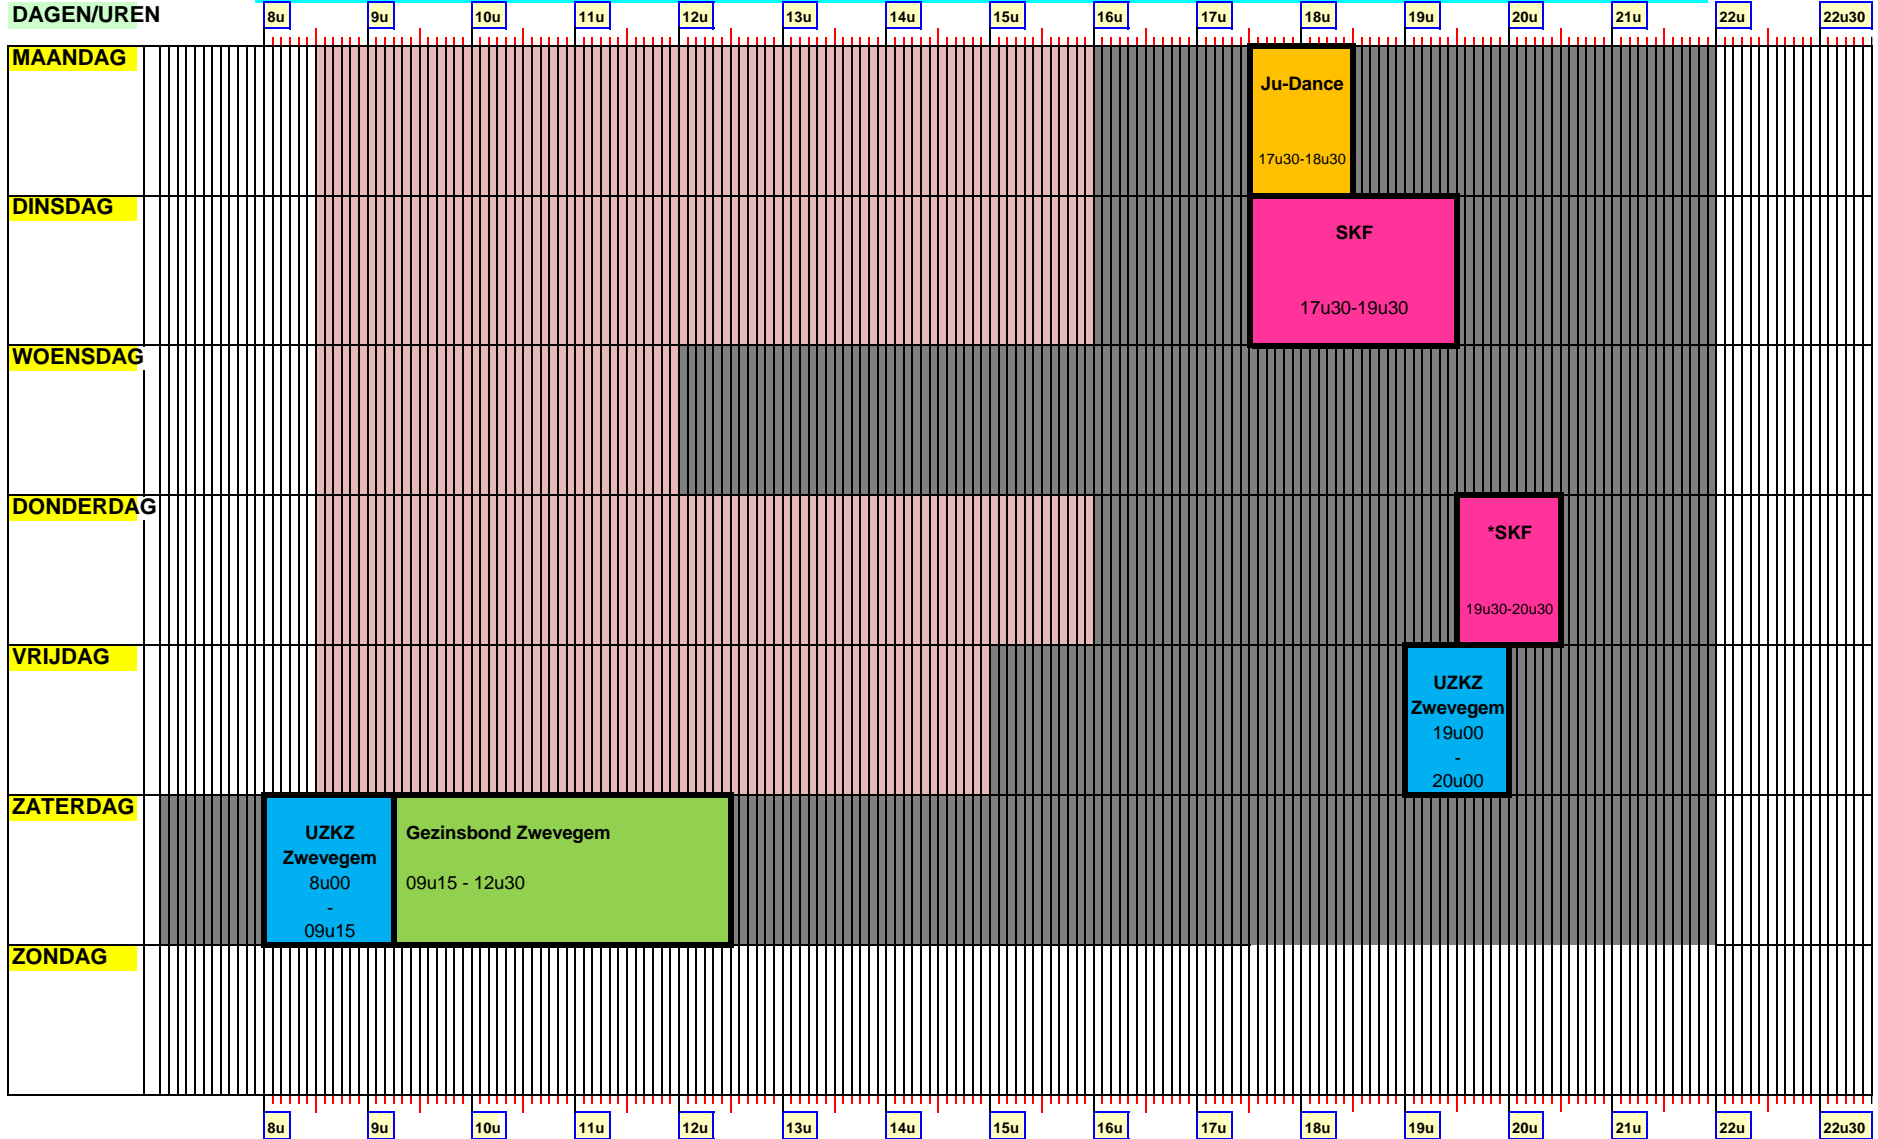 DAGEN/UREN
8u 9u 10u 11u 12u 13u 14u 15u 16u 17u 18u 19u 20u 21u 22u 22u30
MAANDAG
Ju-Dance
17u30-18u30
DINSDAG
SKF
17u30-19u30
WOENSDAG
DONDERDAG
*SKF
19u30-20u30
VRIJDAG
UZKZ
Zwevegem
19u00
-
20u00
ZATERDAG
UZKZ
Zwevegem
8u00
-
09u15
Gezinsbond Zwevegem
09u15 - 12u30
ZONDAG
8u 9u 10u 11u 12u 13u 14u 15u 16u 17u 18u 19u 20u 21u 22u 22u30